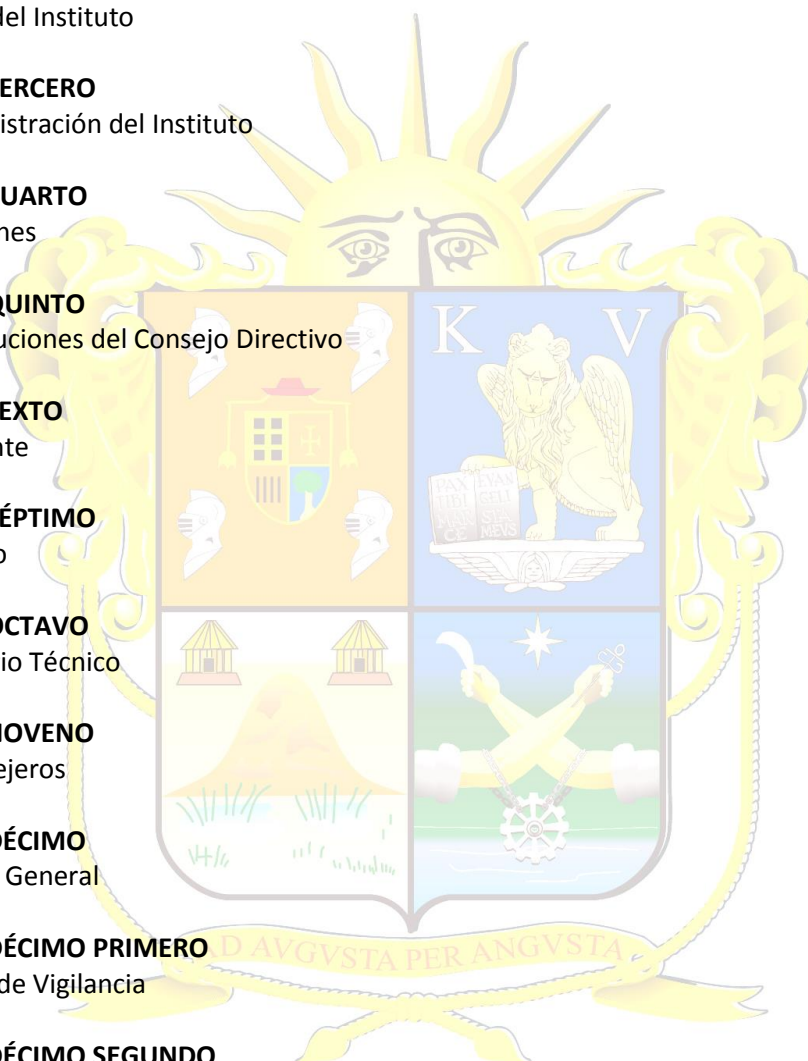 del Instituto
ERCERO
istración del Instituto
UARTO
nes
QUINTO
uciones del Consejo Directivo
K V
EXTO
nte
PAX EVAN
TIBI GELI
CE MEVS
ÉPTIMO
o
OCTAVO
io Técnico
NOVENO
ejeros
DÉCIMO
General
DÉCIMO PRIMERO
AD AVGVSTA PER ANGVSTA
de Vigilancia
DÉCIMO SEGUNDO